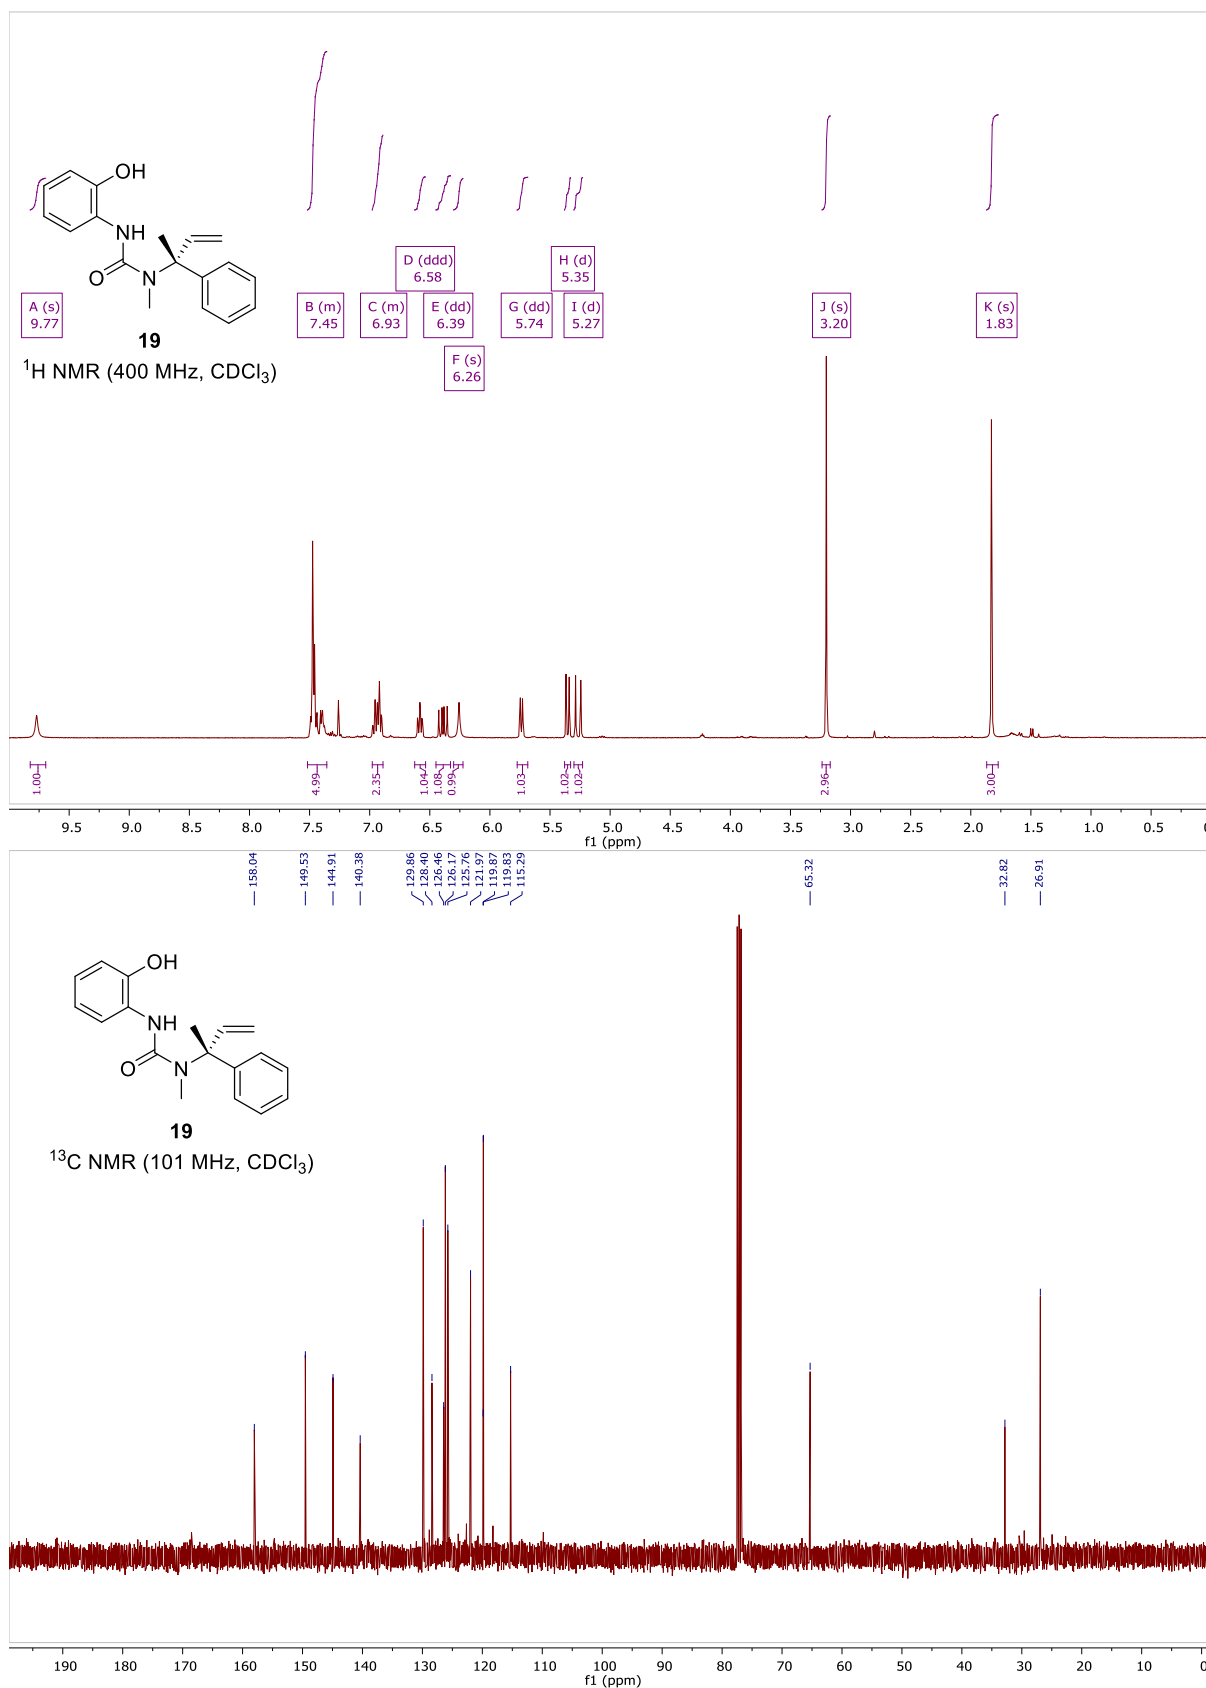 OH
NH
O
N
19
¹H NMR (400 MHz, CDCl₃)
A (s)
9.77
B (m)
7.45
C (m)
6.93
D (ddd)
6.58
E (dd)
6.39
F (s)
6.26
G (dd)
5.74
H (d)
5.35
I (d)
5.27
J (s)
3.20
K (s)
1.83
1.00
4.99
2.35
1.04
1.08
0.99
1.03
1.02
1.02
2.96
3.00
9.5 9.0 8.5 8.0 7.5 7.0 6.5 6.0 5.5 5.0 4.5 4.0 3.5 3.0 2.5 2.0 1.5 1.0 0.5 0
f1 (ppm)
158.04
149.53
144.91
140.38
129.86
128.40
126.46
126.17
125.76
121.97
119.87
119.83
115.29
65.32
32.82
26.91
OH
NH
O
N
19
¹³C NMR (101 MHz, CDCl₃)
190 180 170 160 150 140 130 120 110 100 90 80 70 60 50 40 30 20 10 0
f1 (ppm)